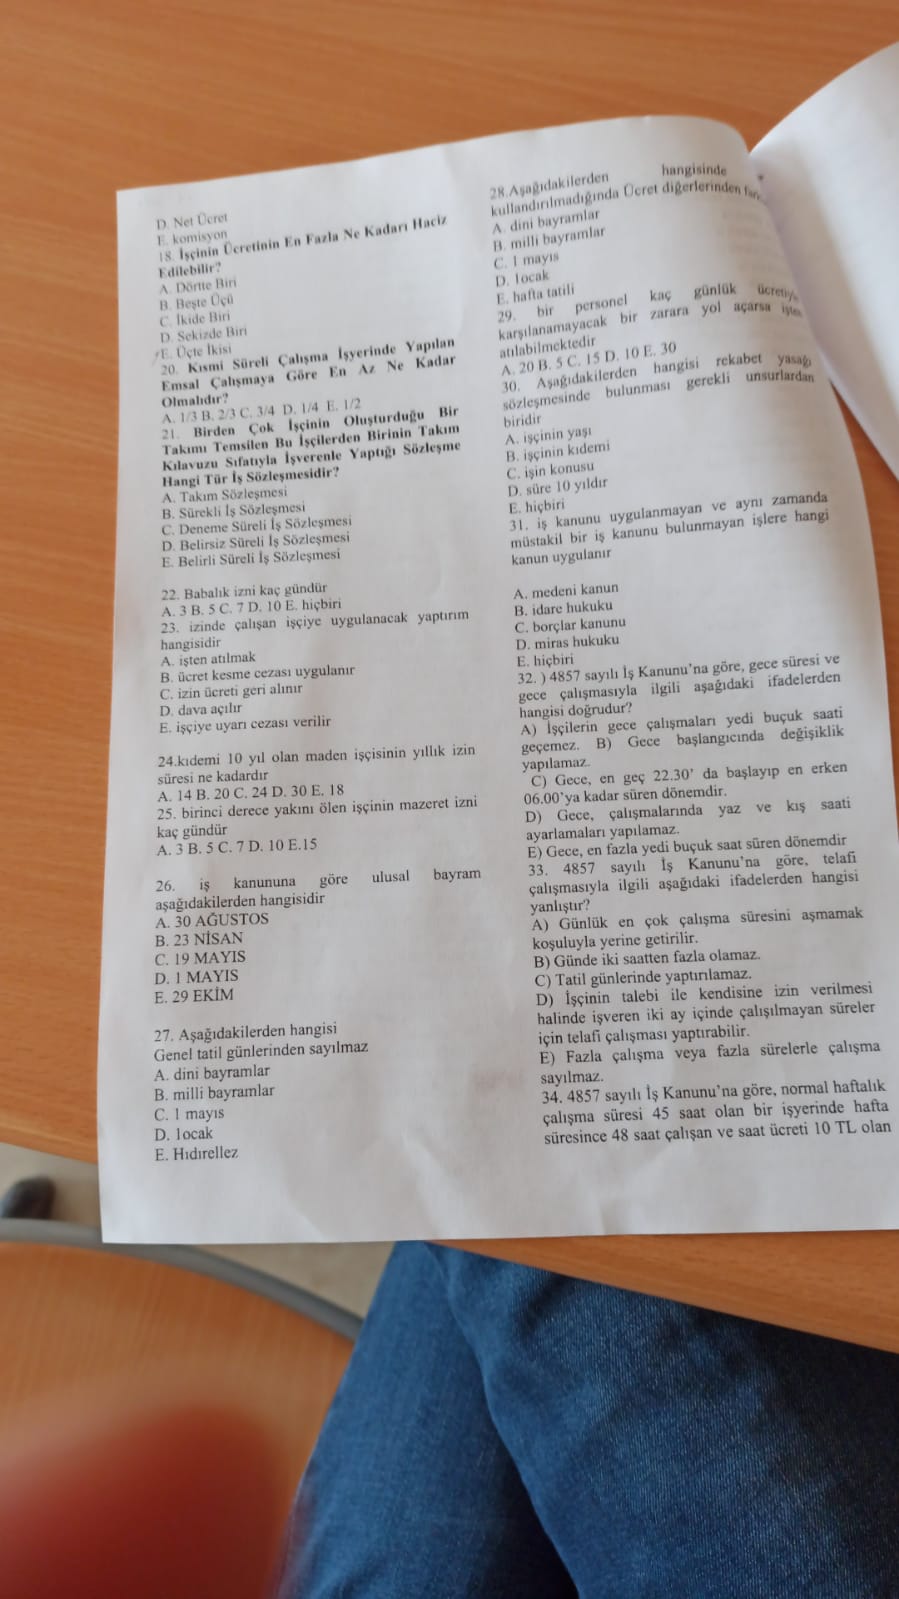 D. Net Ücret
E. komisyon
18. İşçinin Ücretinin En Fazla Ne Kadarı Haciz
Edilebilir?
A. Dörtte Biri
B. Beşte Üçü
C. İkide Biri
D. Sekizde Biri
E. Üçte İkisi
20. Kısmi Süreli Çalışma İşyerinde Yapılan
Emsal Çalışmaya Göre En Az Ne Kadar
Olmalıdır?
A. 1/3 B. 2/3 C. 3/4 D. 1/4 E. 1/2
21. Birden Çok İşçinin Oluşturduğu Bir
Takımı Temsilen Bu İşçilerden Birinin Takım
Kılavuzu Sıfatıyla İşverenle Yaptığı Sözleşme
Hangi Tür İş Sözleşmesidir?
A. Takım Sözleşmesi
B. Sürekli İş Sözleşmesi
C. Deneme Süreli İş Sözleşmesi
D. Belirsiz Süreli İş Sözleşmesi
E. Belirli Süreli İş Sözleşmesi
22. Babalık izni kaç gündür
A. 3 B. 5 C. 7 D. 10 E. hiçbiri
23. izinde çalışan işçiye uygulanacak yaptırım
hangisidir
A. işten atılmak
B. ücret kesme cezası uygulanır
C. izin ücreti geri alınır
D. dava açılır
E. işçiye uyarı cezası verilir
24.kıdemi 10 yıl olan maden işçisinin yıllık izin
süresi ne kadardır
A. 14 B. 20 C. 24 D. 30 E. 18
25. birinci derece yakını ölen işçinin mazeret izni
kaç gündür
A. 3 B. 5 C. 7 D. 10 E.15
26. iş kanununa göre ulusal bayram
aşağıdakilerden hangisidir
A. 30 AĞUSTOS
B. 23 NİSAN
C. 19 MAYIS
D. 1 MAYIS
E. 29 EKİM
27. Aşağıdakilerden hangisi
Genel tatil günlerinden sayılmaz
A. dini bayramlar
B. milli bayramlar
C. 1 mayıs
D. 1ocak
E. Hıdırellez
28.Aşağıdakilerden hangisinde
kullandırılmadığında Ücret diğerlerinden
A. dini bayramlar
B. milli bayramlar
C. 1 mayıs
D. 1ocak
E. hafta tatili
29. bir personel kaç günlük
karşılanamayacak bir zarara yol açarsa
atılabilmektedir
A. 20 B. 5 C. 15 D. 10 E. 30
30. Aşağıdakilerden hangisi rekabet yasağı
sözleşmesinde bulunması gerekli unsurlardan
biridir
A. işçinin yaşı
B. işçinin kıdemi
C. işin konusu
D. süre 10 yıldır
E. hiçbiri
31. iş kanunu uygulanmayan ve aynı zamanda
müstakil bir iş kanunu bulunmayan işlere hangi
kanun uygulanır
A. medeni kanun
B. idare hukuku
C. borçlar kanunu
D. miras hukuku
E. hiçbiri
32. ) 4857 sayılı İş Kanunu'na göre, gece süresi ve
gece çalışmasıyla ilgili aşağıdaki ifadelerden
hangisi doğrudur?
A) İşçilerin gece çalışmaları yedi buçuk saati
geçemez. B) Gece başlangıcında değişiklik
yapılamaz.
C) Gece, en geç 22.30' da başlayıp en erken
06.00'ya kadar süren dönemdir.
D) Gece, çalışmalarında yaz ve kış saati
ayarlamaları yapılamaz.
E) Gece, en fazla yedi buçuk saat süren dönemdir
33. 4857 sayılı İş Kanunu'na göre, telafi
çalışmasıyla ilgili aşağıdaki ifadelerden hangisi
yanlıştır?
A) Günlük en çok çalışma süresini aşmamak
koşuluyla yerine getirilir.
B) Günde iki saatten fazla olamaz.
C) Tatil günlerinde yaptırılamaz.
D) İşçinin talebi ile kendisine izin verilmesi
halinde işveren iki ay içinde çalışılmayan süreler
için telafi çalışması yaptırabilir.
E) Fazla çalışma veya fazla sürelerle çalışma
sayılmaz.
34. 4857 sayılı İş Kanunu'na göre, normal haftalık
çalışma süresi 45 saat olan bir işyerinde hafta
süresince 48 saat çalışan ve saat ücreti 10 TL olan